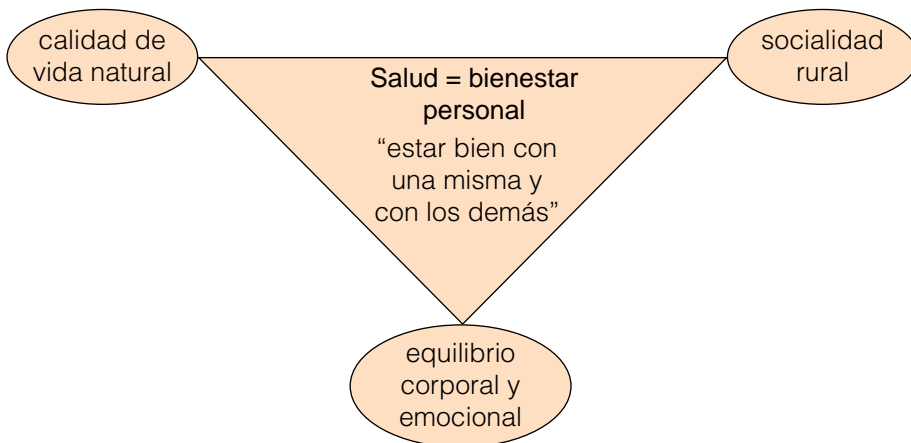 calidad de
vida natural
socialidad
rural
Salud = bienestar
personal
“estar bien con
una misma y
con los demás”
equilibrio
corporal y
emocional